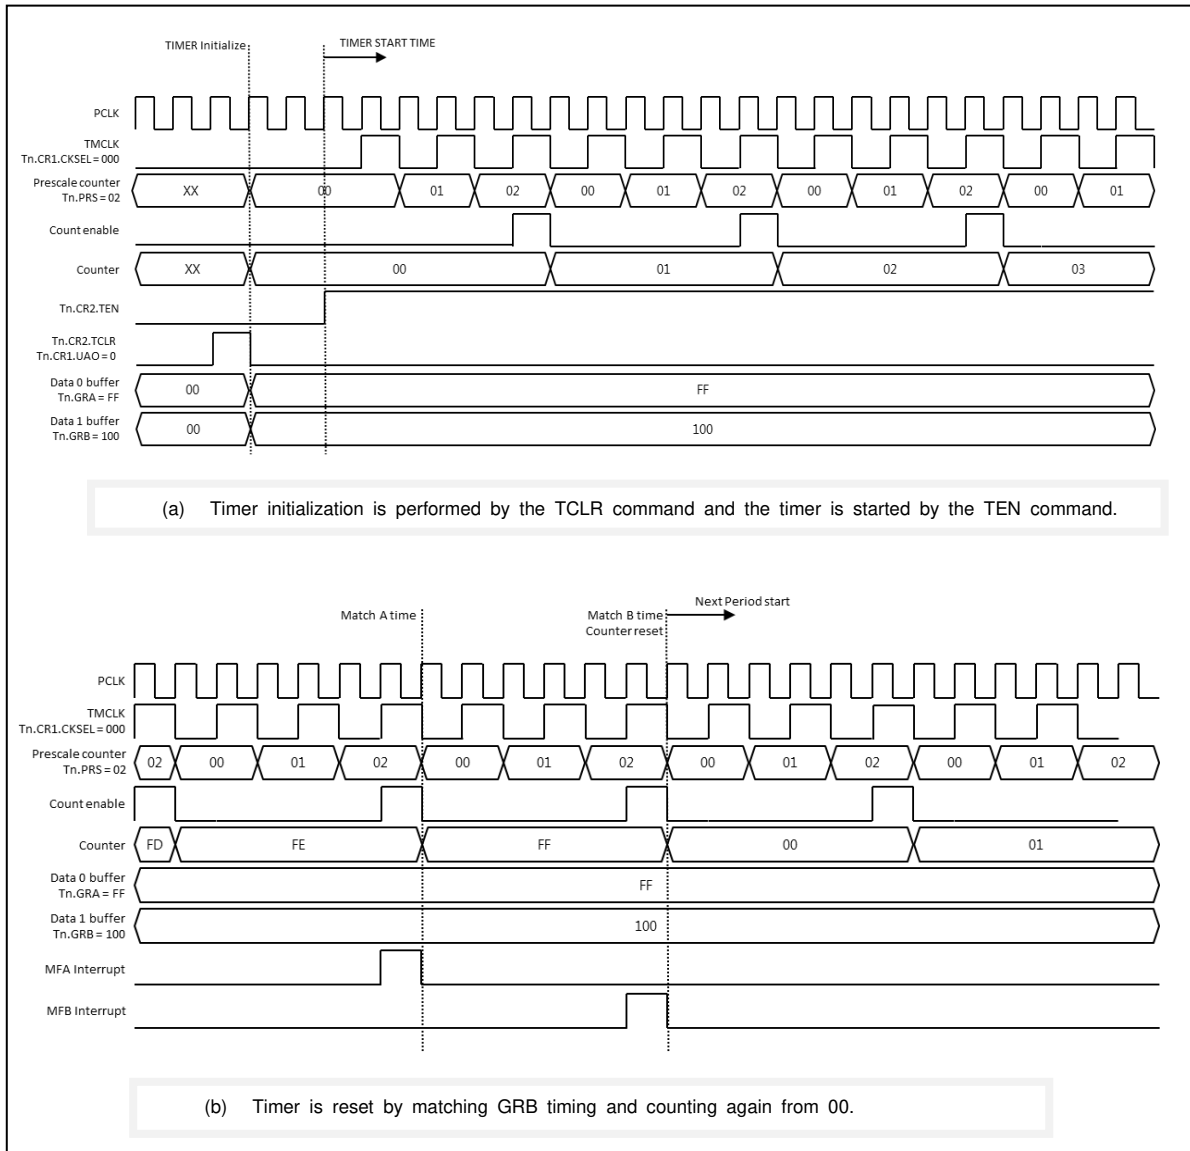 TIMER Initialize
TIMER START TIME
PCLK
TMCLK
Tn.CR1.CKSEL = 000
Prescale counter
Tn.PRS = 02
XX 00 01 02 00 01 02 00 01 02 00 01
Count enable
Counter
XX 00 01 02 03
Tn.CR2.TEN
Tn.CR2.TCLR
Tn.CR1.UAO = 0
Data 0 buffer
Tn.GRA = FF
00 FF
Data 1 buffer
Tn.GRB = 100
00 100
(a) Timer initialization is performed by the TCLR command and the timer is started by the TEN command.
Match A time
Match B time
Counter reset
Next Period start
PCLK
TMCLK
Tn.CR1.CKSEL = 000
Prescale counter
Tn.PRS = 02
02 00 01 02 00 01 02 00 01 02 00 01 02
Count enable
Counter
FD FE FF 00 01
Data 0 buffer
Tn.GRA = FF
FF
Data 1 buffer
Tn.GRB = 100
100
MFA Interrupt
MFB Interrupt
(b) Timer is reset by matching GRB timing and counting again from 00.